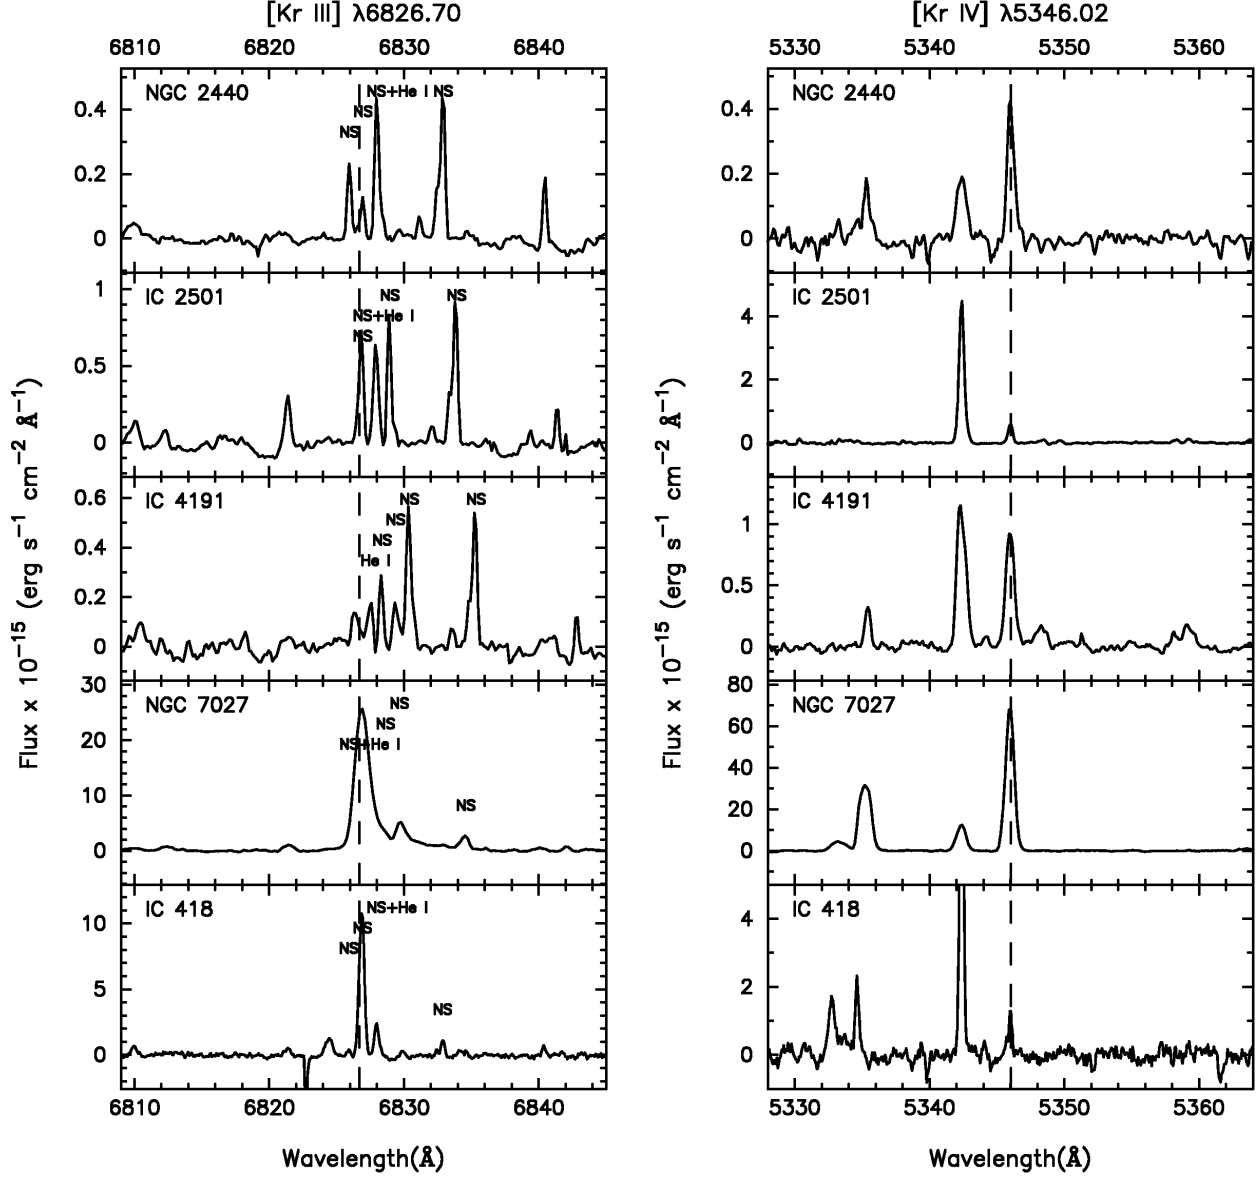 [Kr III] λ6826.70
6810 6820 6830 6840
NGC 2440
NS+He I NS
NS
NS
0.4
0.2
0
IC 2501
NS NS
NS+He I
NS
1
0.5
0
IC 4191
NS NS
NS
NS
He I
0.6
0.4
0.2
0
NGC 7027
NS
NS
NS+He I
NS
30
20
10
0
IC 418
NS+He I
NS
NS
NS
10
5
0
6810 6820 6830 6840
Wavelength(Å)
Flux x 10−15 (erg s−1 cm−2 Å−1)
[Kr IV] λ5346.02
5330 5340 5350 5360
NGC 2440
0.4
0.2
0
IC 2501
4
2
0
IC 4191
1
0.5
0
NGC 7027
80
60
40
20
0
IC 418
4
2
0
5330 5340 5350 5360
Wavelength(Å)
Flux x 10−15 (erg s−1 cm−2 Å−1)